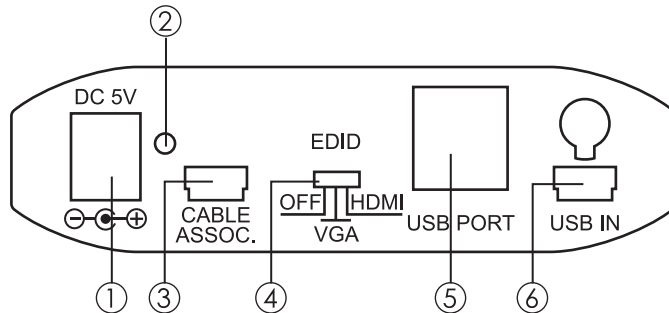 ②
DC 5V
EDID
③
④
⑥
OFF
HDMI
CABLE
ASSOC.
VGA
USB PORT
USB IN
①
⑤